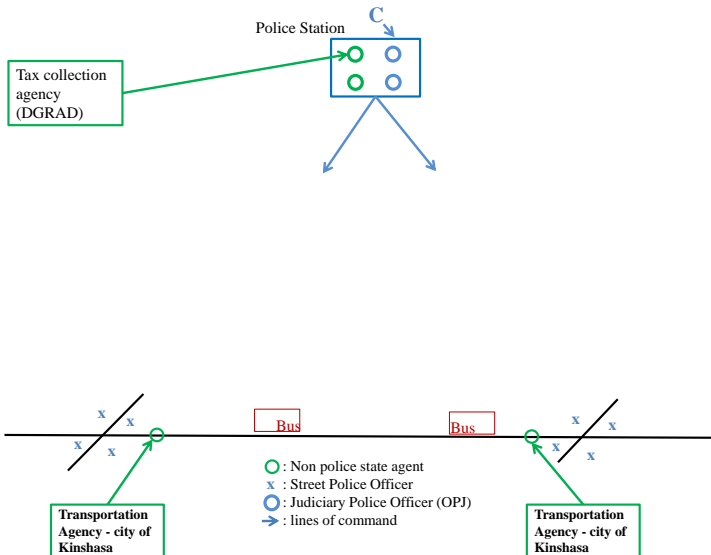 C
Police Station
Tax collection
agency
(DGRAD)
x
x
x
x
Bus
Bus
x
x
x
x
: Non police state agent
x : Street Police Officer
: Judiciary Police Officer (OPJ)
: lines of command
Transportation
Agency - city of
Kinshasa
Transportation
Agency - city of
Kinshasa